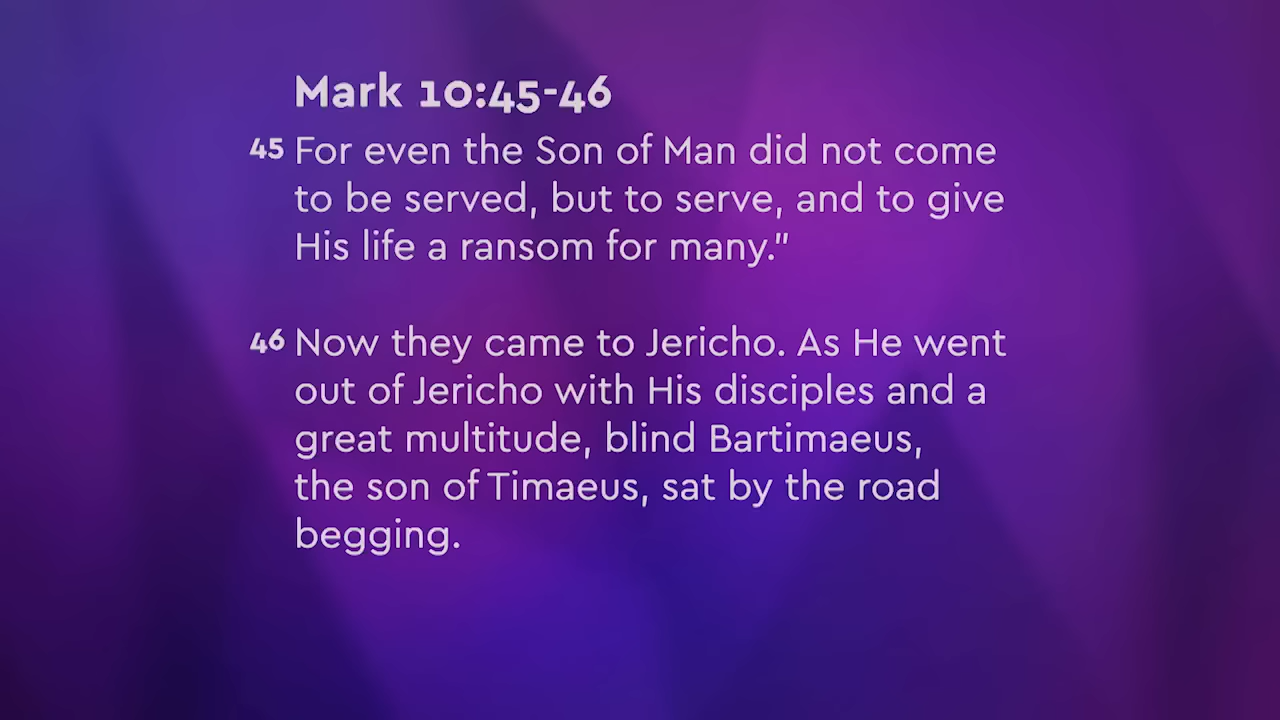 Mark 10:45-46
45 For even the Son of Man did not come
to be served, but to serve, and to give
His life a ransom for many.”
46 Now they came to Jericho. As He went
out of Jericho with His disciples and a
great multitude, blind Bartimaeus,
the son of Timaeus, sat by the road
begging.